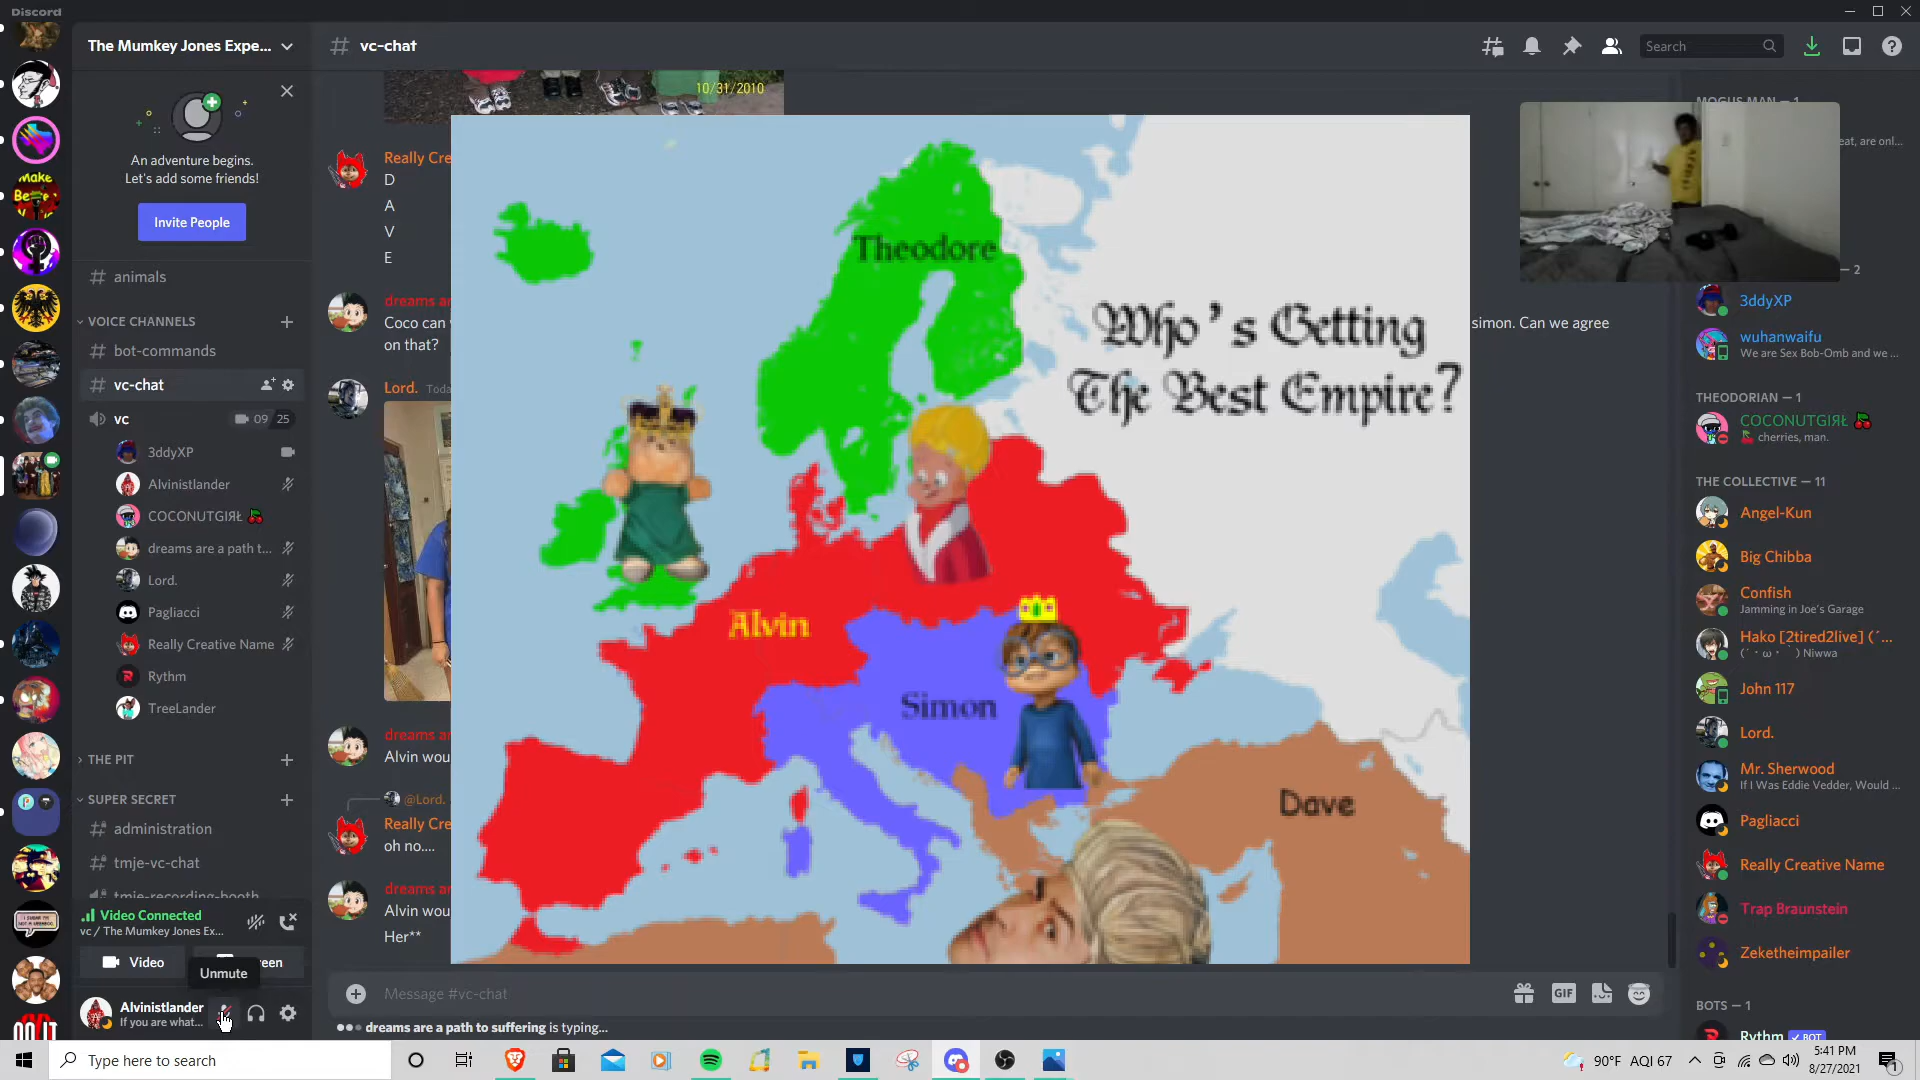 Discord
The Mumkey Jones Expe...
vc-chat
Search
An adventure begins.
Let's add some friends!
Invite People
animals
VOICE CHANNELS
bot-commands
vc-chat
vc
09 25
3ddyXP
Alvinistlander
COCONUTGIЯŁ
dreams are a path t...
Lord.
Pagliacci
Really Creative Name
Rythm
TreeLander
THE PIT
SUPER SECRET
administration
tmje-vc-chat
tmje-recording-booth
Video Connected
vc / The Mumkey Jones Ex...
Video
een
Unmute
Alvinistlander
If you are what...
10/31/2010
Really Cre
D
A
V
E
dreams a
Coco can
simon. Can we agree
on that?
Lord. Toda
dreams a
Alvin wou
@Lord.
Really Cre
oh no....
dreams a
Alvin wou
Her**
Theodore
Who's Getting
The Best Empire?
Alvin
Simon
Dave
Message #vc-chat
GIF
dreams are a path to suffering is typing...
MOGUS MAN — 1
eat, are onl...
— 2
3ddyXP
wuhanwaifu
We are Sex Bob-Omb and we ...
THEODORIAN — 1
COCONUTGIЯŁ
cherries, man.
THE COLLECTIVE — 11
Angel-Kun
Big Chibba
Confish
Jamming in Joe's Garage
Hako [2tired2live] (´...
(´・ω・`) Niwwa
John 117
Lord.
Mr. Sherwood
If I Was Eddie Vedder, Would ...
Pagliacci
Really Creative Name
Trap Braunstein
Zeketheimpailer
BOTS — 1
Rythm BOT
Type here to search
90°F AQI 67
5:41 PM
8/27/2021